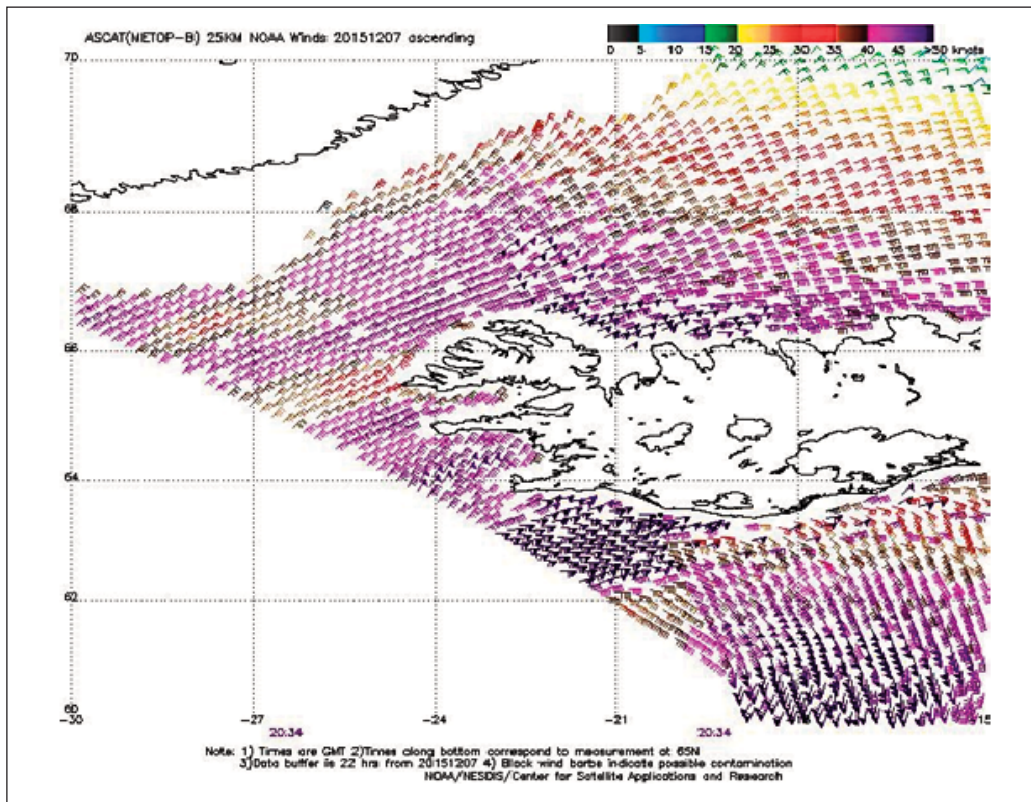 ASCAT(METOP-B) 25KM NOAA Winds: 20151207 ascending
0 5 10 15 20 25 30 35 40 45 >50 knots
70
68
66
64
62
60
-30 -27 -24 -21 -15
20:34 20:34
Note: 1) Times are GMT 2)Times along bottom correspond to measurement at 65N
3)Data buffer is 22 hrs from 20151207 4) Black wind barbs indicate possible contamination
NOAA/NESDIS/Center for Satellite Applications and Research